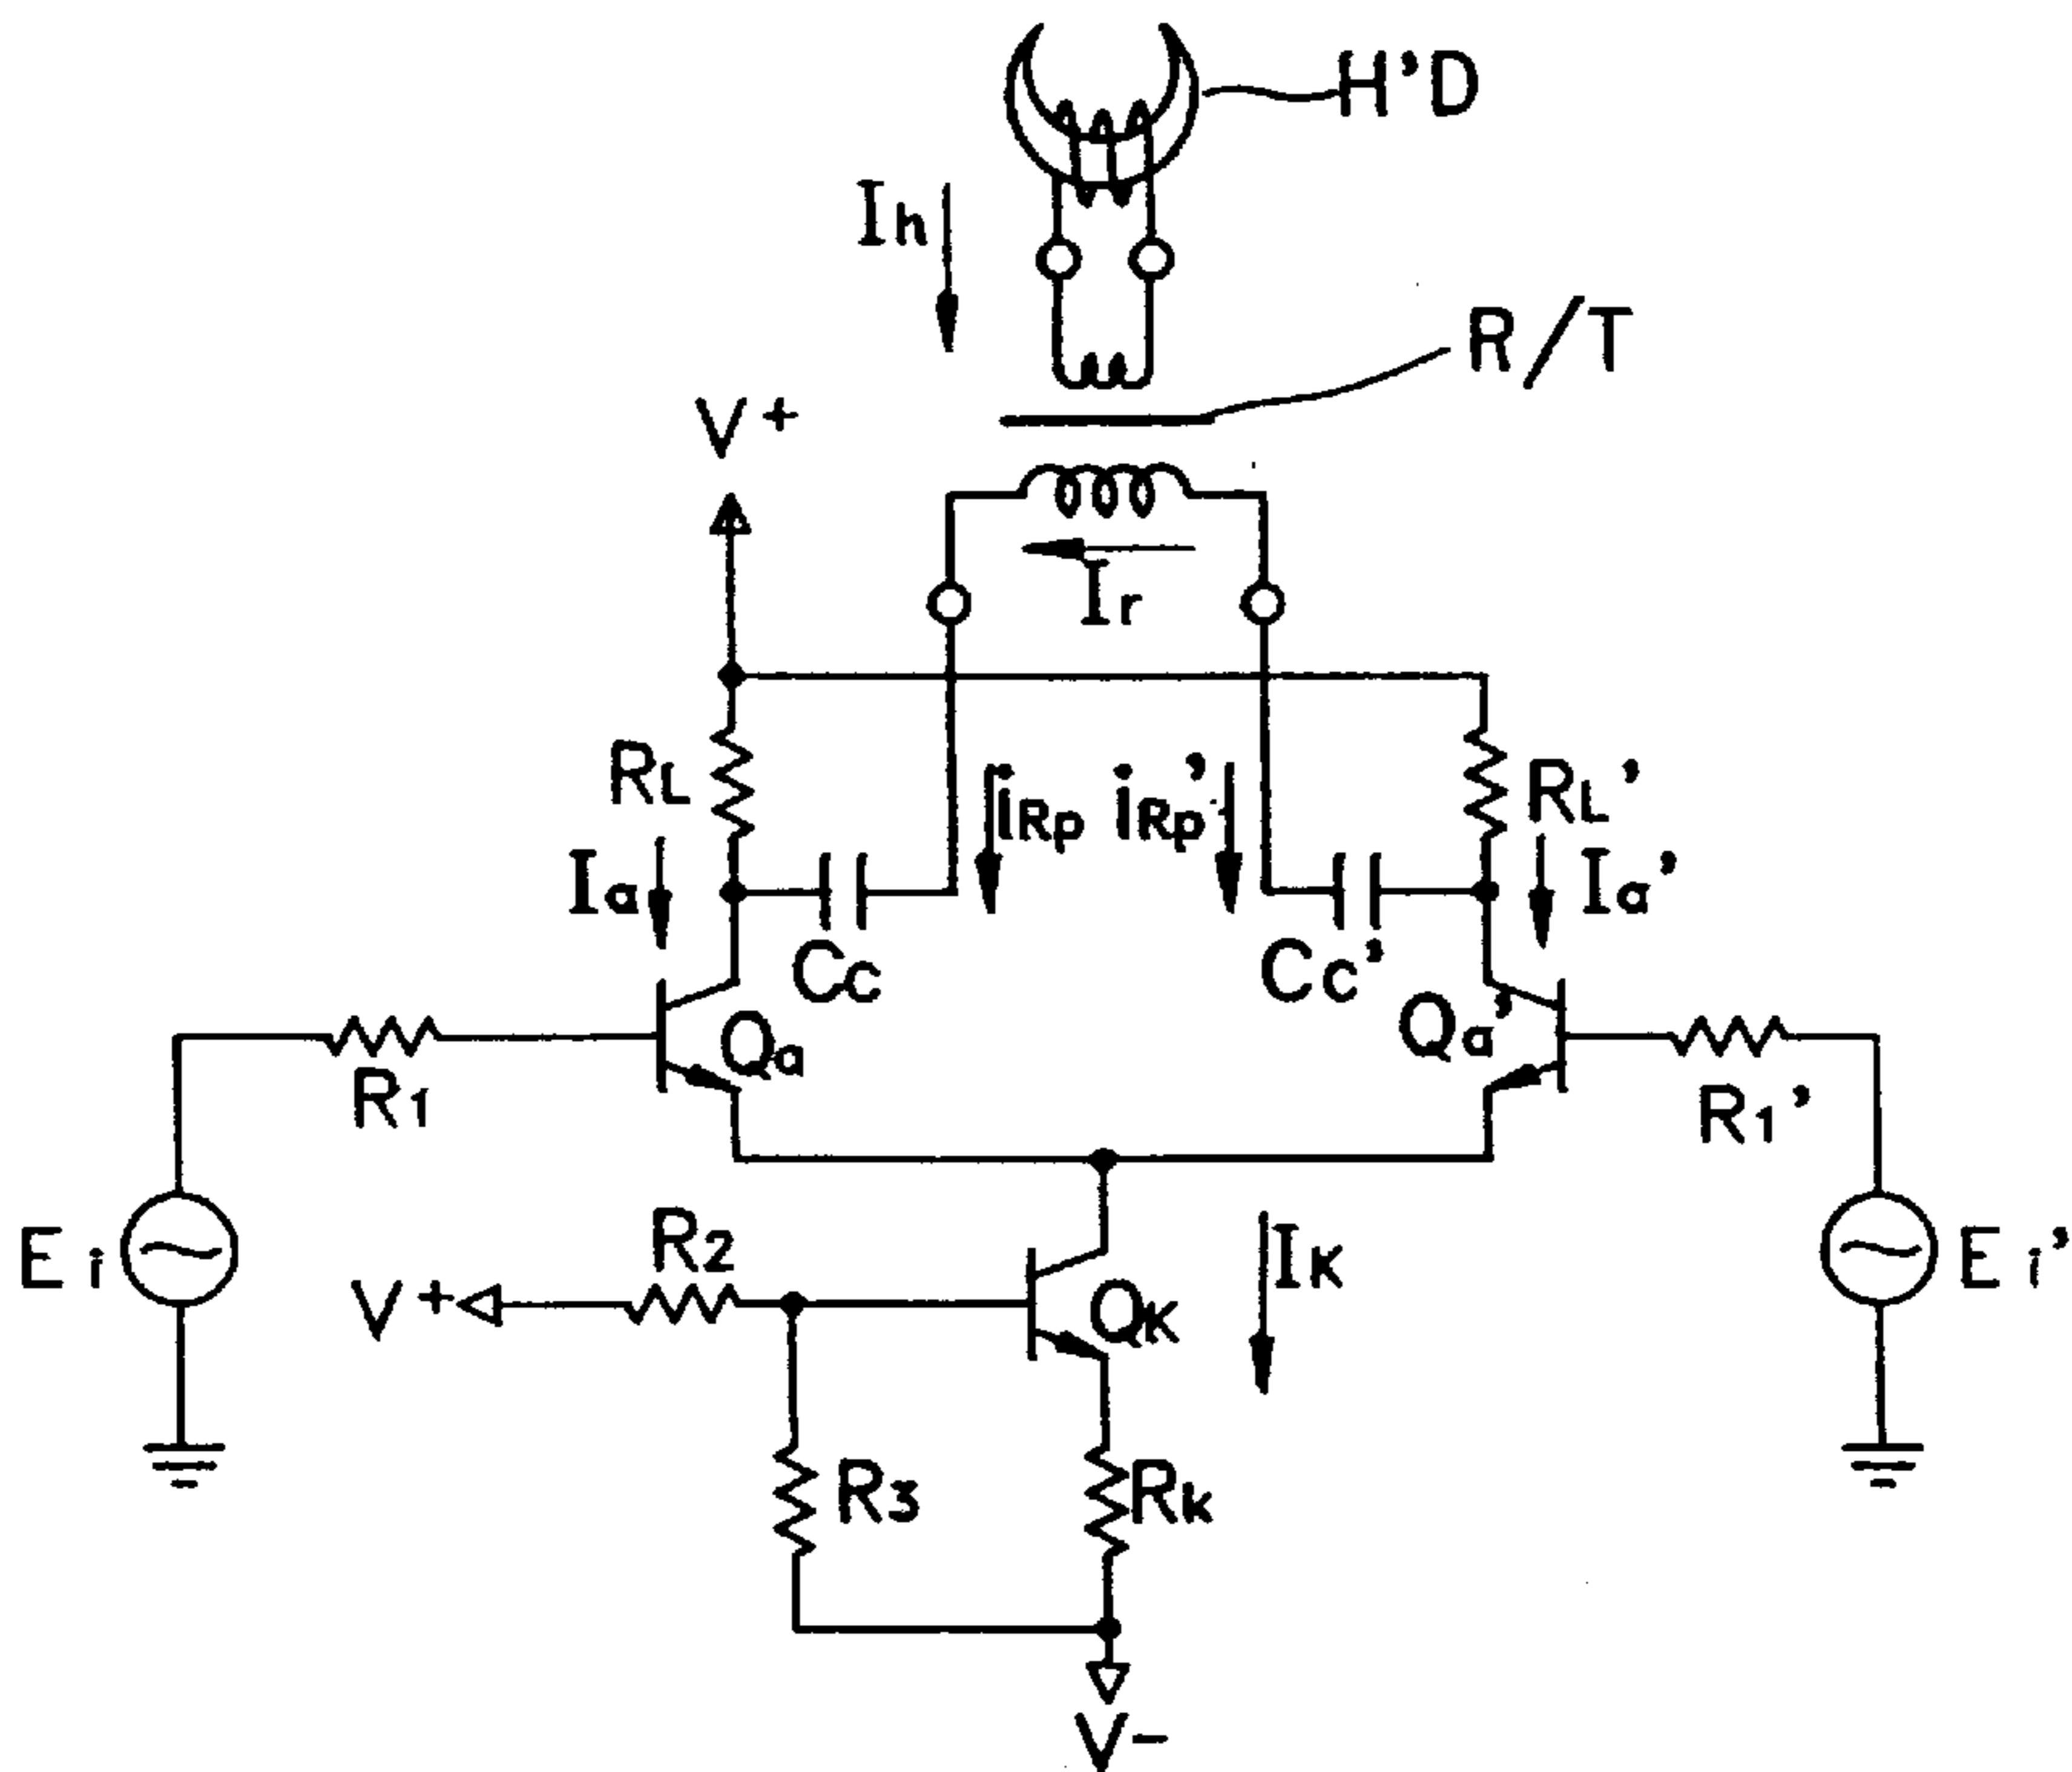 H'D
Ih
R/T
V+
Ir
RL
iRp
iRp'
RL'
Ia
Ia'
Cc
Cc'
Qa
Qa'
R1
R1'
Ei
R2
IK
Ei'
V+
QK
R3
Rk
V-